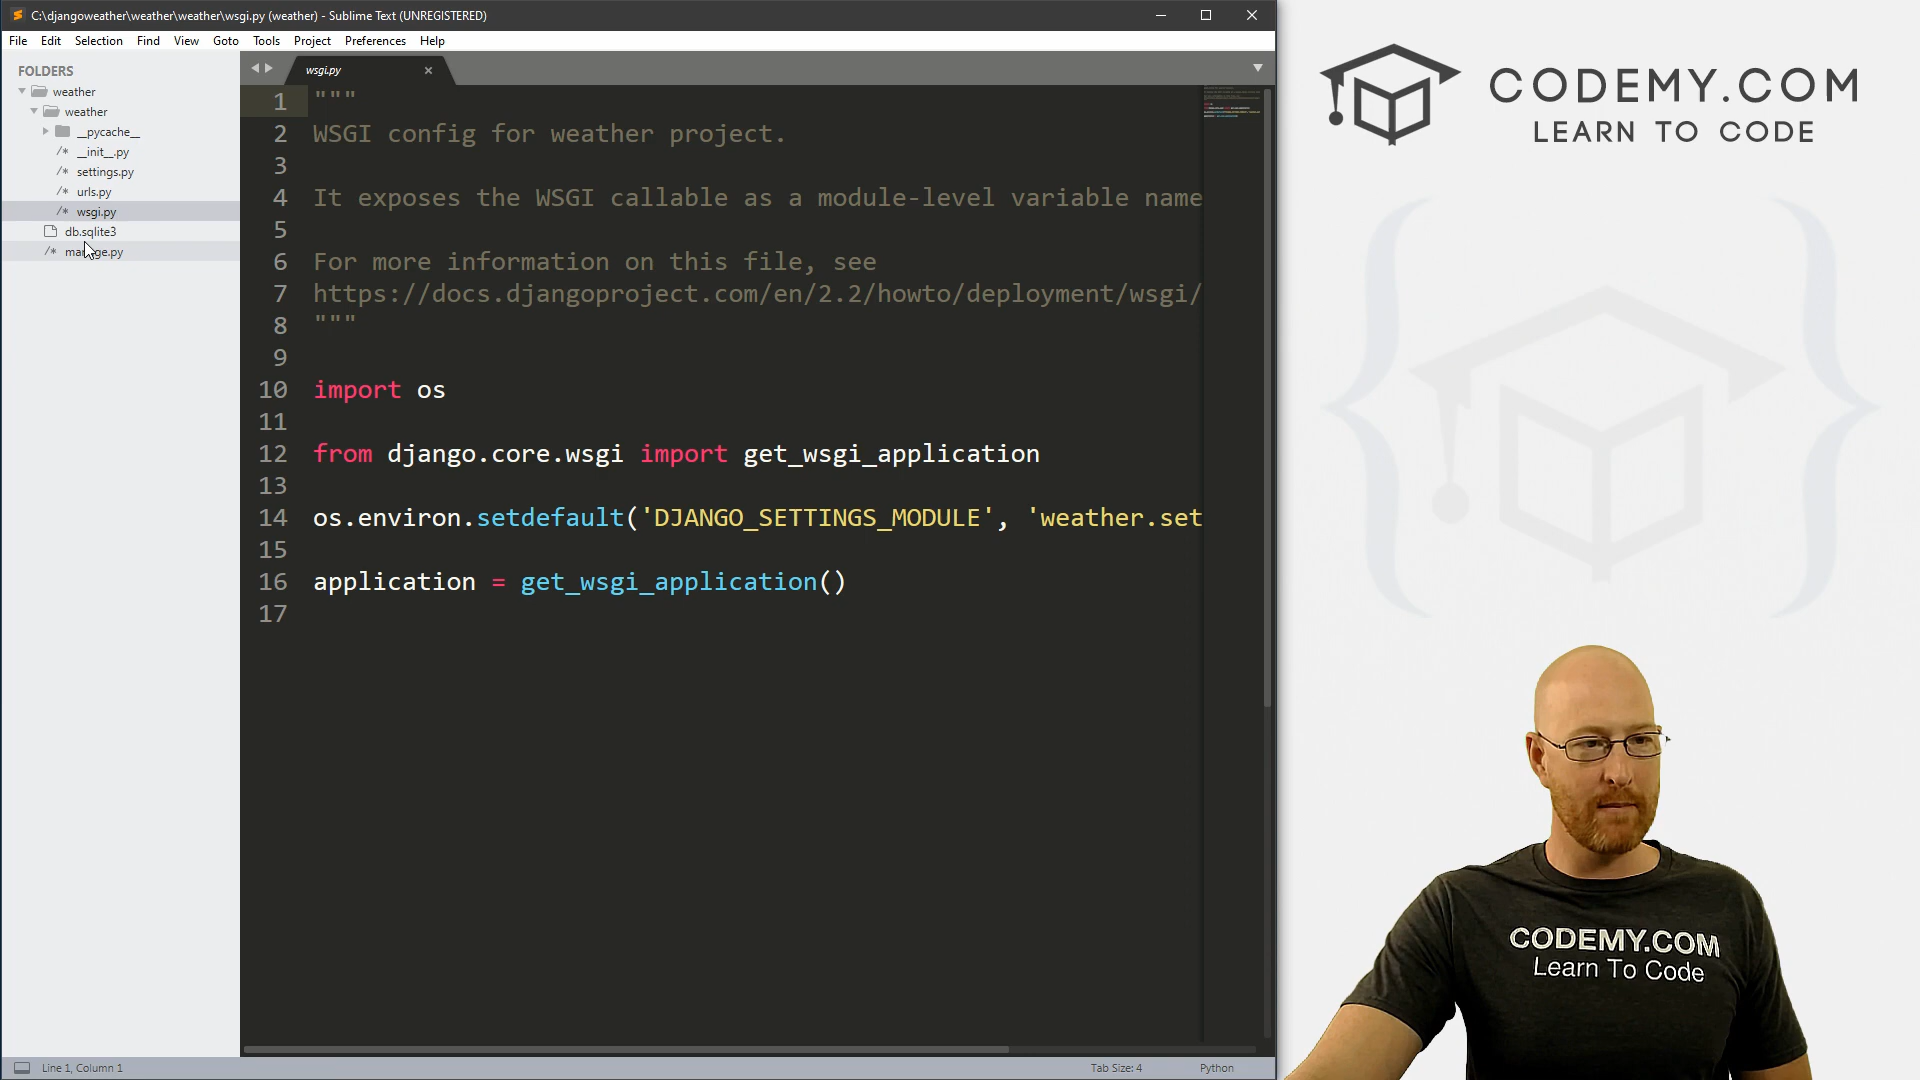 C:\djangoweather\weather\weather\wsgi.py (weather) - Sublime Text (UNREGISTERED)
File Edit Selection Find View Goto Tools Project Preferences Help
FOLDERS
weather
weather
__pycache__
/* __init__.py
/* settings.py
/* urls.py
/* wsgi.py
db.sqlite3
/* manage.py
wsgi.py
1 """
2 WSGI config for weather project.
3
4 It exposes the WSGI callable as a module-level variable name
5
6 For more information on this file, see
7 https://docs.djangoproject.com/en/2.2/howto/deployment/wsgi/
8 """
9
10 import os
11
12 from django.core.wsgi import get_wsgi_application
13
14 os.environ.setdefault('DJANGO_SETTINGS_MODULE', 'weather.set
15
16 application = get_wsgi_application()
17
Line 1, Column 1
Tab Size: 4
Python
CODEMY.COM
LEARN TO CODE
CODEMY.COM
Learn To Code